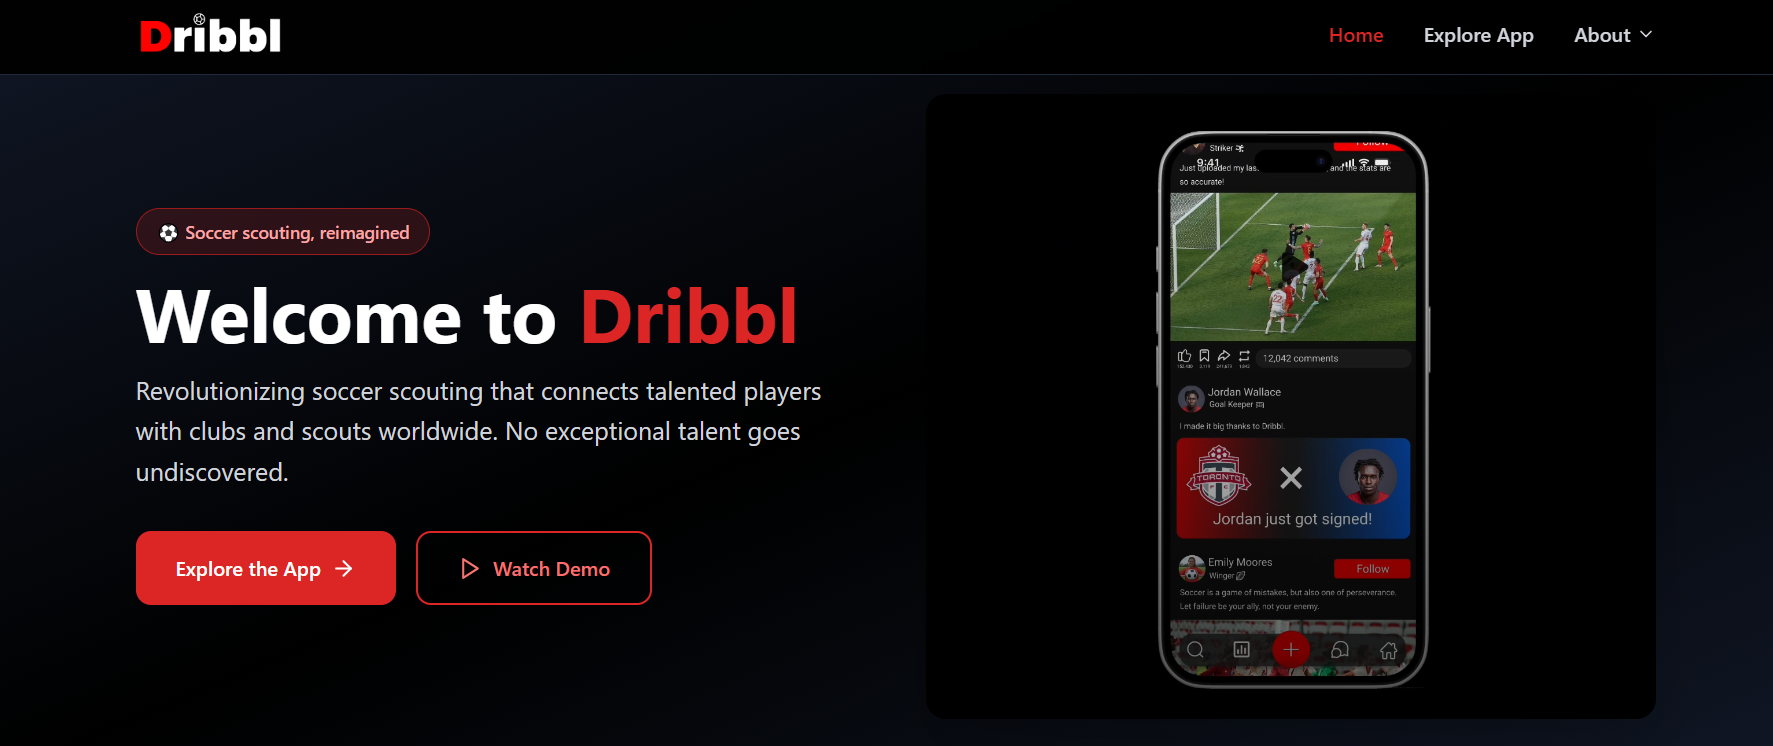 Dribbl
Home
Explore App
About
Soccer scouting, reimagined
Welcome to Dribbl
Revolutionizing soccer scouting that connects talented players
with clubs and scouts worldwide. No exceptional talent goes
undiscovered.
Explore the App
Watch Demo
Striker
Follow
9:41
Just uploaded my las
and the stats are
so accurate!
12,042 comments
Jordan Wallace
Goal Keeper
I made it big thanks to Dribbl.
TORONTO
Jordan just got signed!
Emily Moores
Winger
Follow
Soccer is a game of mistakes, but also one of perseverance.
Let failure be your ally, not your enemy.